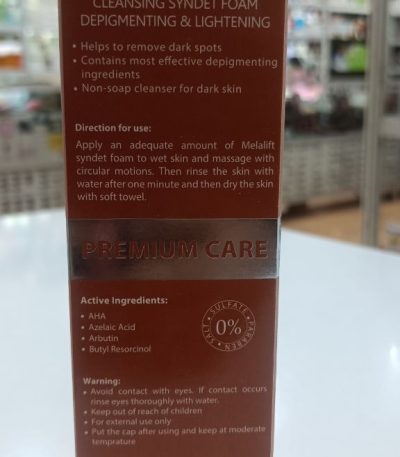 CLEANSING SYNDET FOAM
DEPIGMENTING & LIGHTENING
• Helps to remove dark spots
• Contains most effective depigmenting
ingredients
• Non-soap cleanser for dark skin
Direction for use:
Apply an adequate amount of Melalift
syndet foam to wet skin and massage with
circular motions. Then rinse the skin with
water after one minute and then dry the skin
with soft towel.
PREMIUM CARE
Active Ingredients:
• AHA
• Azelaic Acid
• Arbutin
• Butyl Resorcinol
SULFATE • PARABEN • SALT
0%
Warning:
• Avoid contact with eyes. If contact occurs
rinse eyes thoroughly with water.
• Keep out of reach of children
• For external use only
• Put the cap after using and keep at moderate
temprature